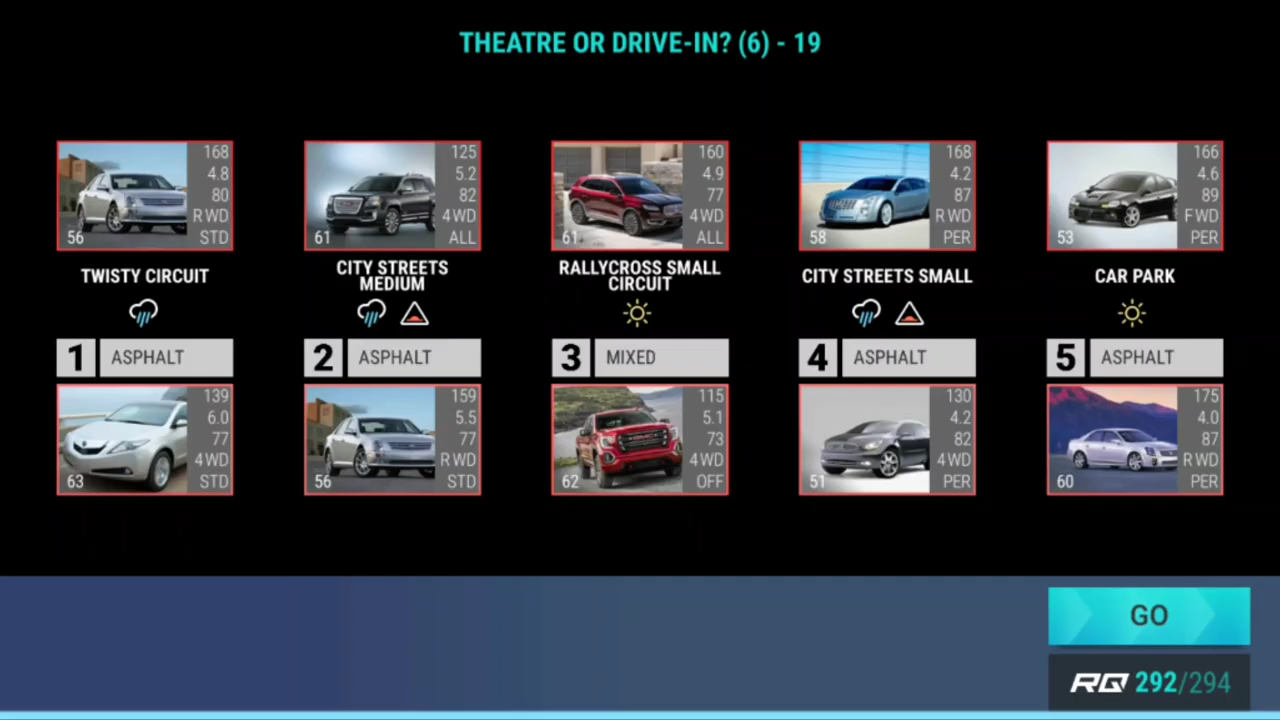 THEATRE OR DRIVE-IN? (6) - 19
168
4.8
80
RWD
56 STD
125
5.2
82
4WD
61 ALL
160
4.9
77
4WD
61 ALL
168
4.2
87
RWD
58 PER
166
4.6
89
FWD
53 PER
TWISTY CIRCUIT
CITY STREETS
MEDIUM
RALLYCROSS SMALL
CIRCUIT
CITY STREETS SMALL
CAR PARK
1 ASPHALT
2 ASPHALT
3 MIXED
4 ASPHALT
5 ASPHALT
139
6.0
77
4WD
63 STD
159
5.5
77
RWD
56 STD
115
5.1
73
4WD
62 OFF
130
4.2
82
4WD
51 PER
175
4.0
87
RWD
60 PER
GO
RQ 292/294